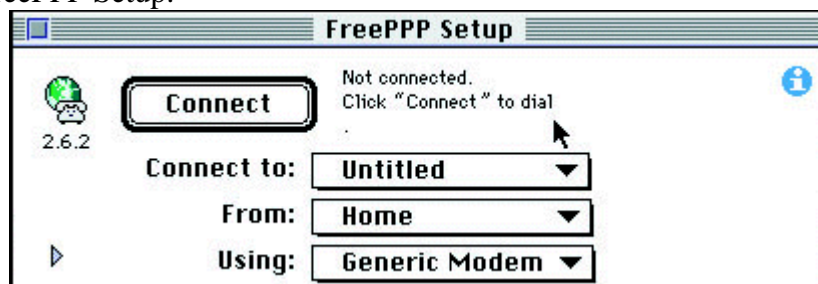 FreePPP Setup
Not connected.
Connect
Click "Connect" to dial
.
2.6.2
Connect to: Untitled
From: Home
Using: Generic Modem